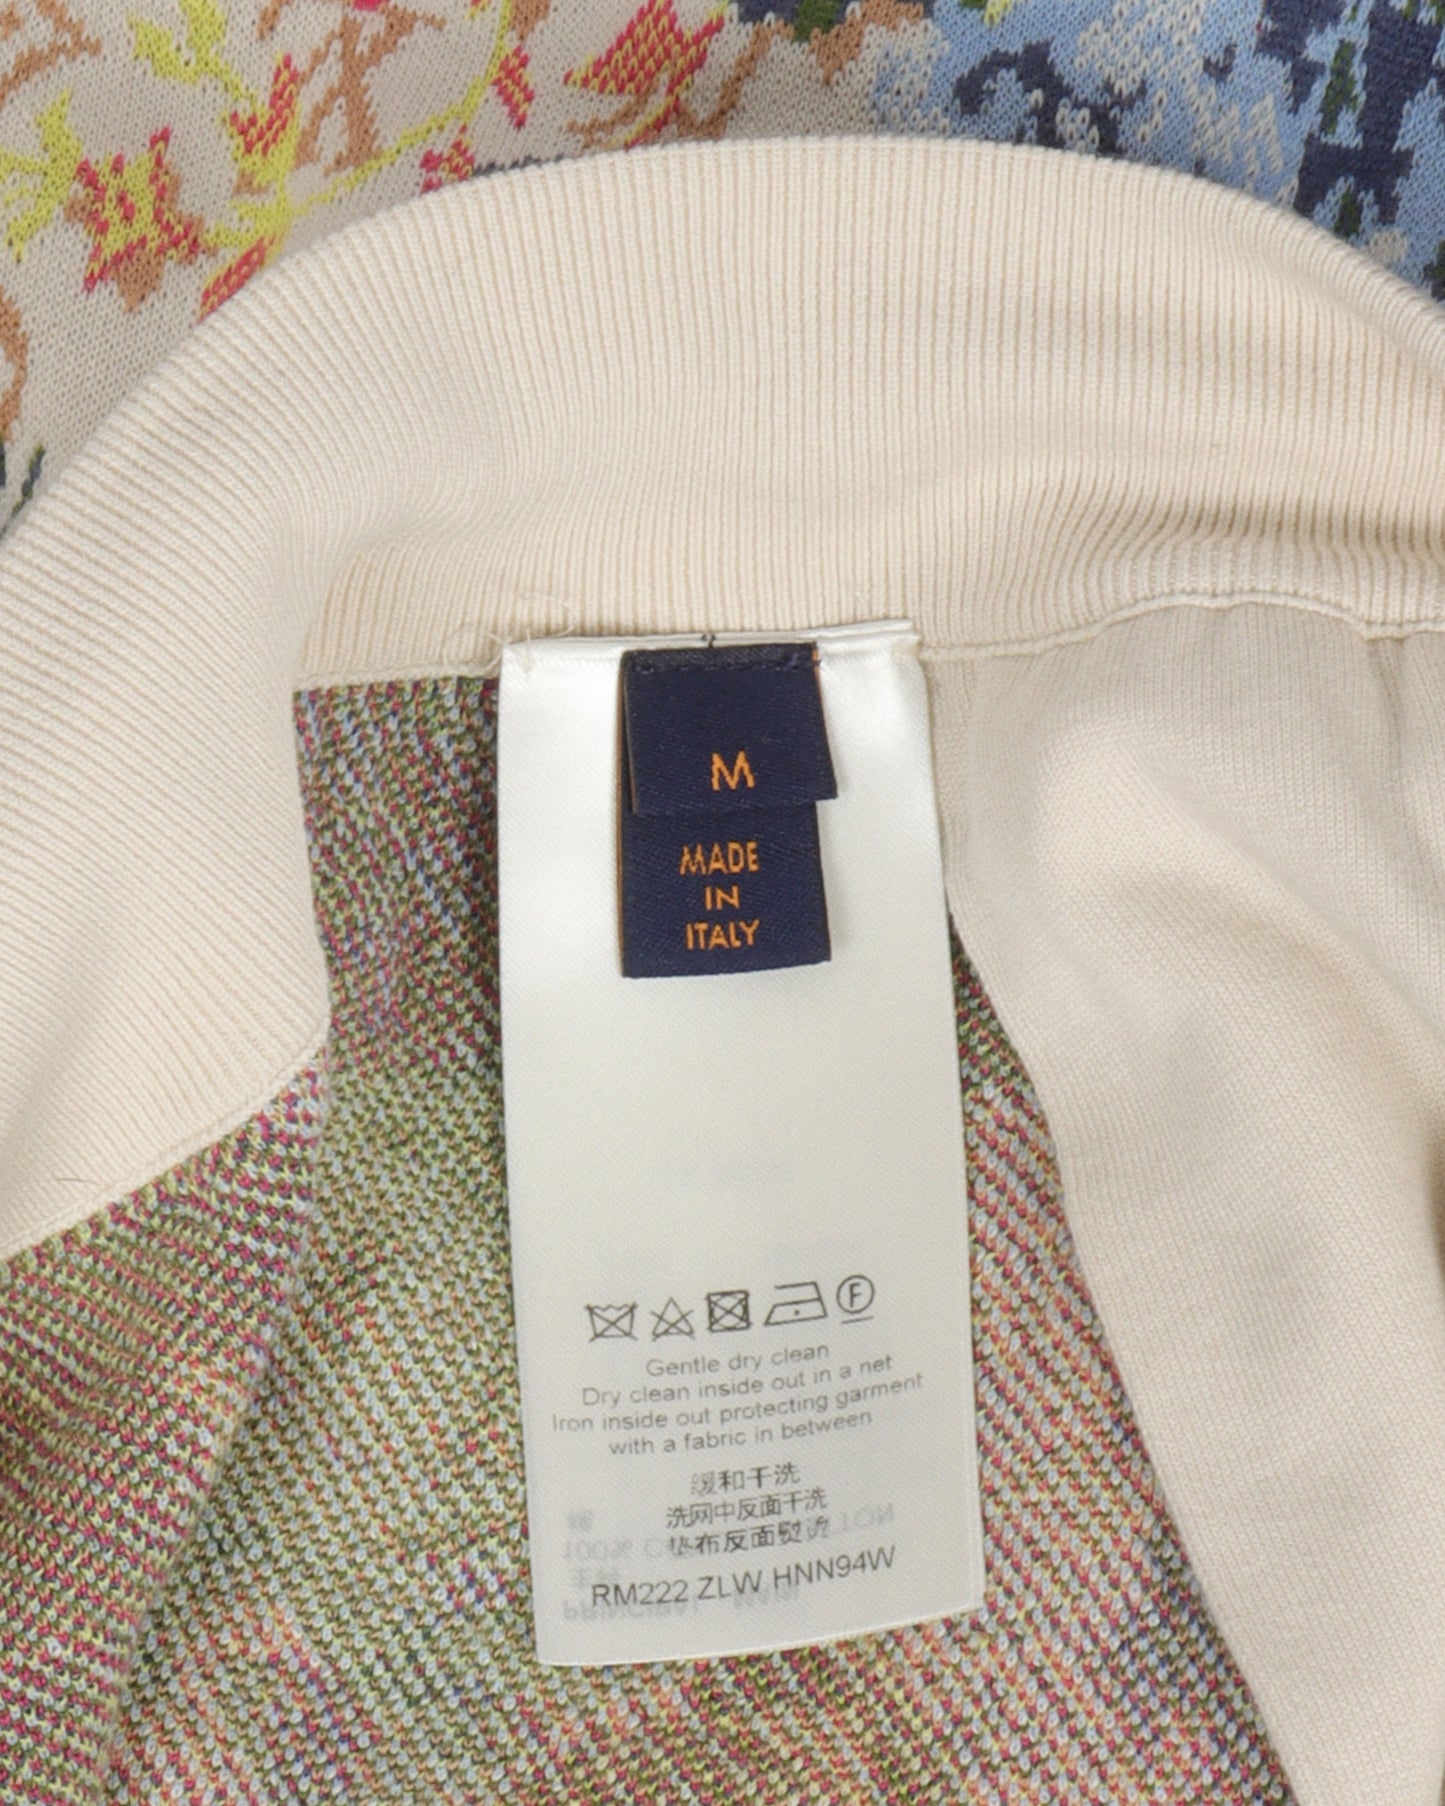 M
MADE
IN
ITALY
F
Gentle dry clean
Dry clean inside out in a net
Iron inside out protecting garment
with a fabric in between
缓和干洗
洗网中反面干洗
垫布反面熨烫
RM222 ZLW HNN94W